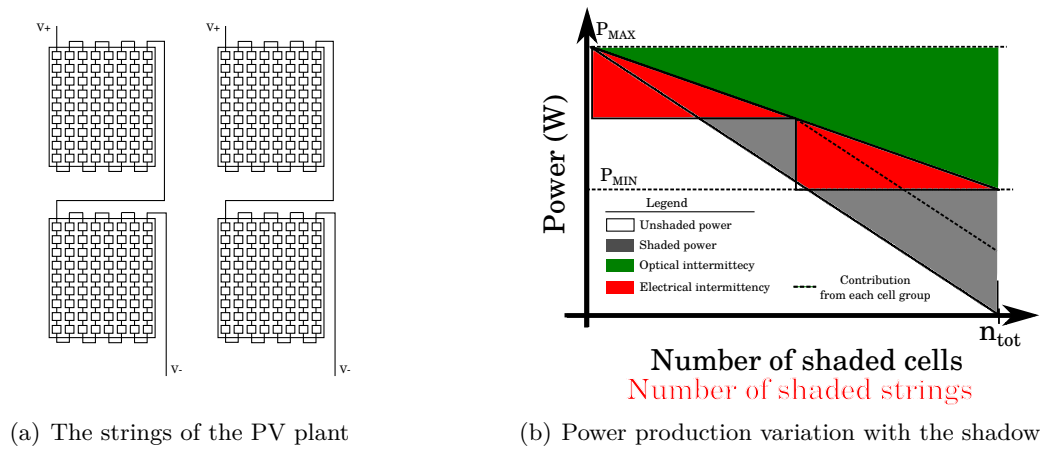 V+
V+
V-
V-
P_MAX
Power (W)
P_MIN
Legend
Unshaded power
Shaded power
Optical inttermittecy
Electrical intermittency
Contribution
from each cell group
n_tot
Number of shaded cells
Number of shaded strings
(a) The strings of the PV plant
(b) Power production variation with the shadow